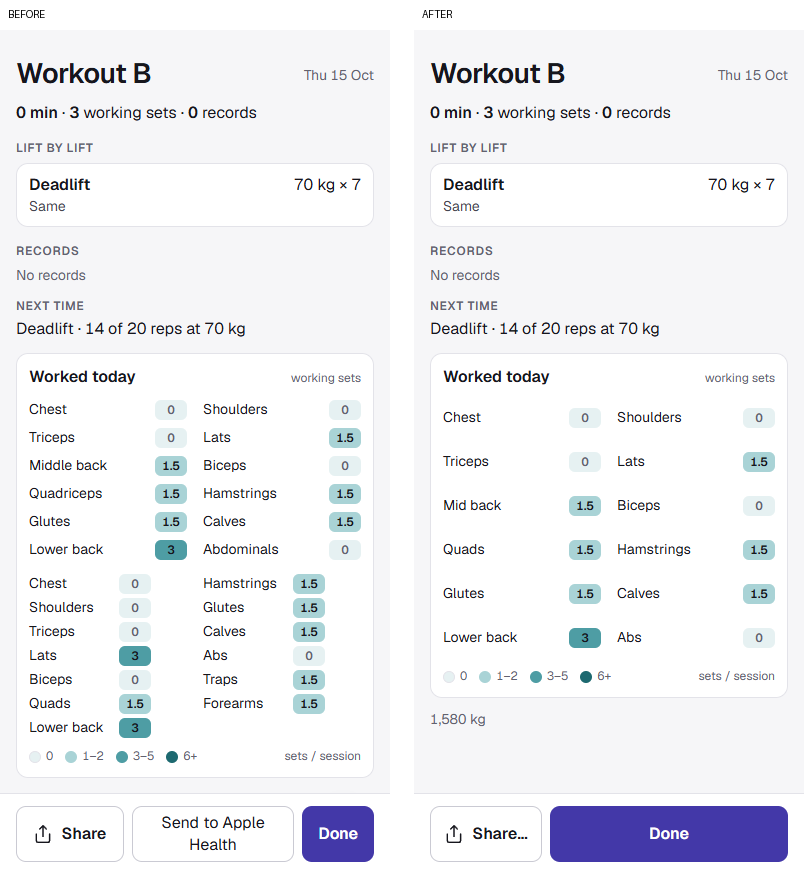 BEFORE
Workout B
Thu 15 Oct
0 min · 3 working sets · 0 records
LIFT BY LIFT
Deadlift 70 kg × 7
Same
RECORDS
No records
NEXT TIME
Deadlift · 14 of 20 reps at 70 kg
Worked today working sets
Chest 0 Shoulders 0
Triceps 0 Lats 1.5
Middle back 1.5 Biceps 0
Quadriceps 1.5 Hamstrings 1.5
Glutes 1.5 Calves 1.5
Lower back 3 Abdominals 0
Chest 0 Hamstrings 1.5
Shoulders 0 Glutes 1.5
Triceps 0 Calves 1.5
Lats 3 Abs 0
Biceps 0 Traps 1.5
Quads 1.5 Forearms 1.5
Lower back 3
0 1–2 3–5 6+ sets / session
Share
Send to Apple
Health
Done
AFTER
Workout B
Thu 15 Oct
0 min · 3 working sets · 0 records
LIFT BY LIFT
Deadlift 70 kg × 7
Same
RECORDS
No records
NEXT TIME
Deadlift · 14 of 20 reps at 70 kg
Worked today working sets
Chest 0 Shoulders 0
Triceps 0 Lats 1.5
Mid back 1.5 Biceps 0
Quads 1.5 Hamstrings 1.5
Glutes 1.5 Calves 1.5
Lower back 3 Abs 0
0 1–2 3–5 6+ sets / session
1,580 kg
Share...
Done